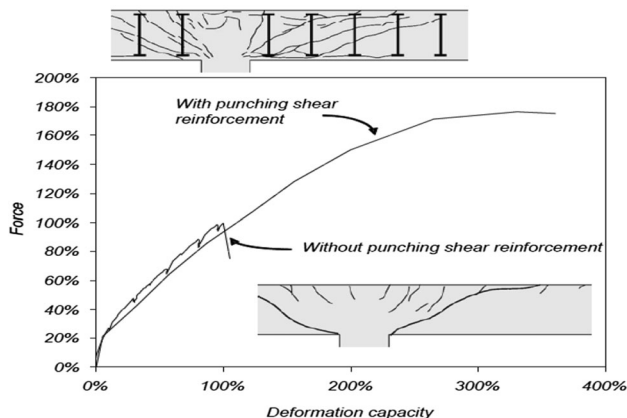 200%
180%
160%
140%
120%
100%
80%
60%
40%
20%
0%
Force
With punching shear
reinforcement
Without punching shear reinforcement
0% 100% 200% 300% 400%
Deformation capacity